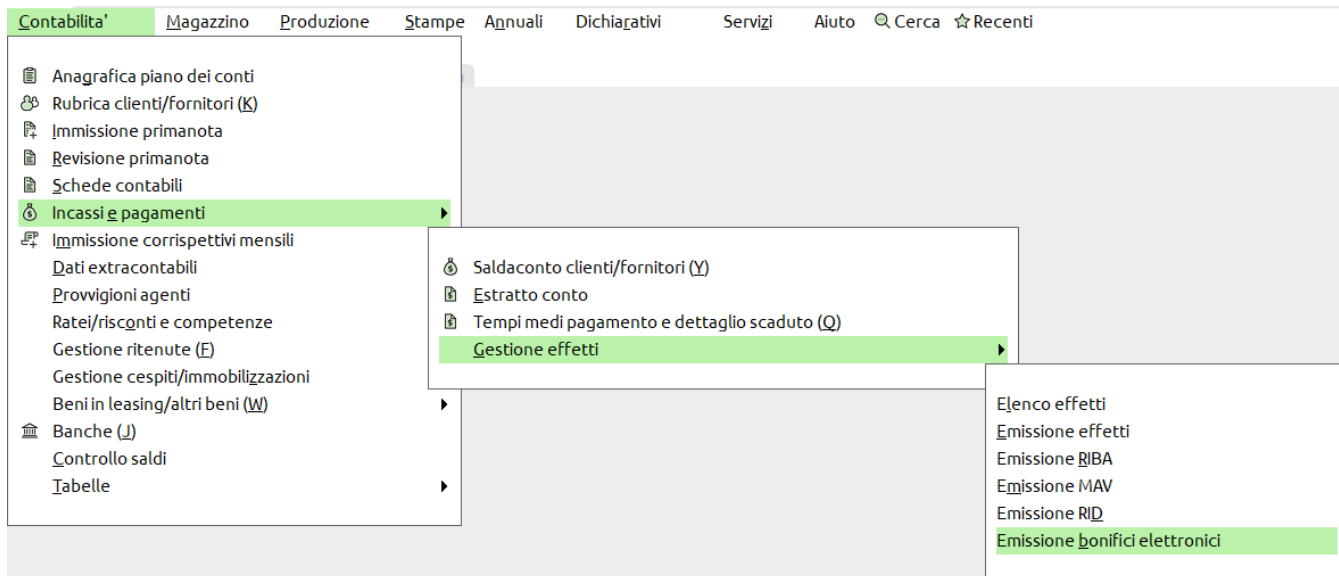 Contabilita' Magazzino Produzione Stampe Annuali Dichiarativi Servizi Aiuto Cerca Recenti
Anagrafica piano dei conti
Rubrica clienti/fornitori (K)
Immissione primanota
Revisione primanota
Schede contabili
Incassi e pagamenti
Immissione corrispettivi mensili
Dati extracontabili
Provvigioni agenti
Ratei/risconti e competenze
Gestione ritenute (F)
Gestione cespiti/immobilizzazioni
Beni in leasing/altri beni (W)
Banche (J)
Controllo saldi
Tabelle
Saldaconto clienti/fornitori (Y)
Estratto conto
Tempi medi pagamento e dettaglio scaduto (Q)
Gestione effetti
Elenco effetti
Emissione effetti
Emissione RIBA
Emissione MAV
Emissione RID
Emissione bonifici elettronici